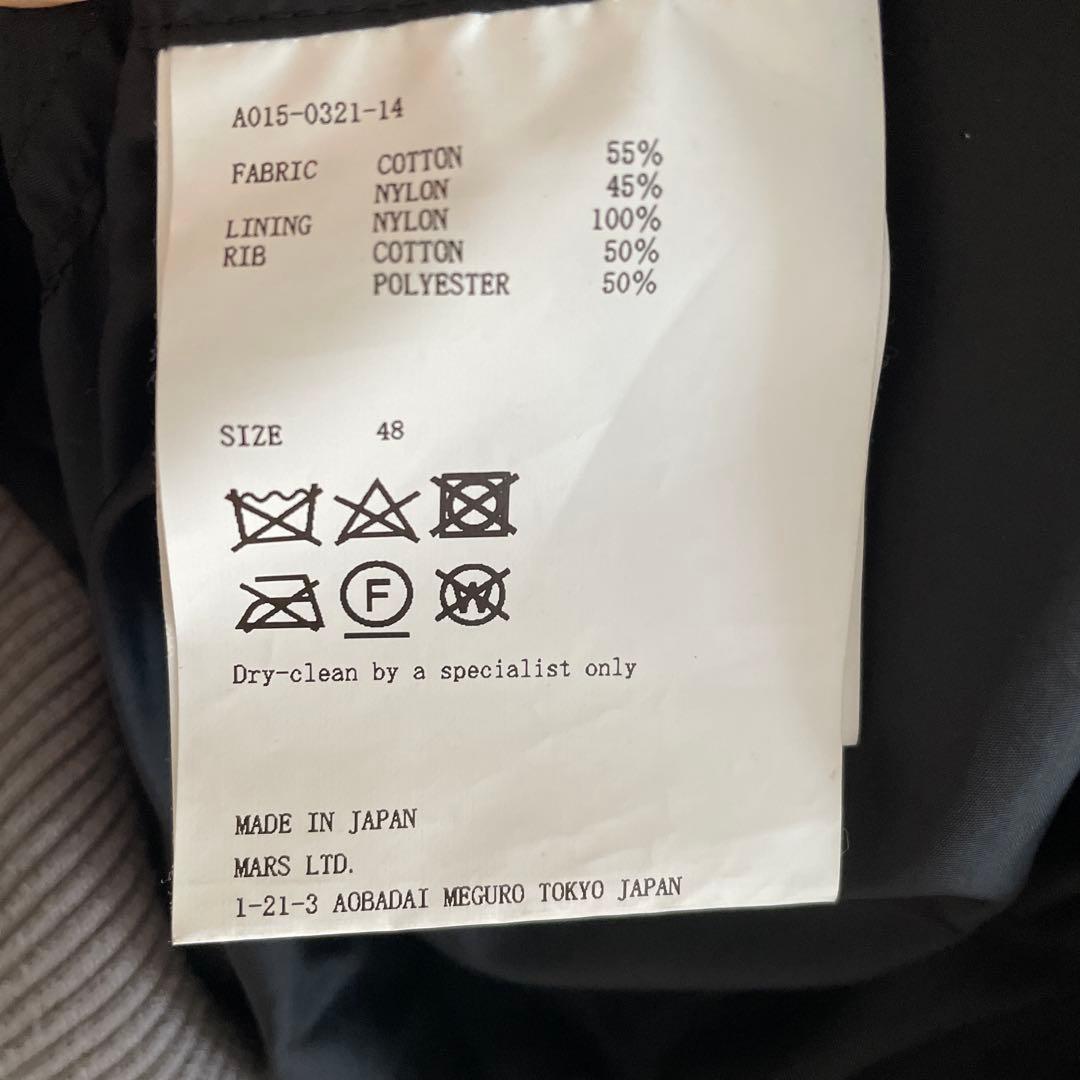 A015-0321-14
FABRIC COTTON 55%
NYLON 45%
LINING NYLON 100%
RIB COTTON 50%
POLYESTER 50%
SIZE 48
F W
Dry-clean by a specialist only
MADE IN JAPAN
MARS LTD.
1-21-3 AOBADAI MEGURO TOKYO JAPAN